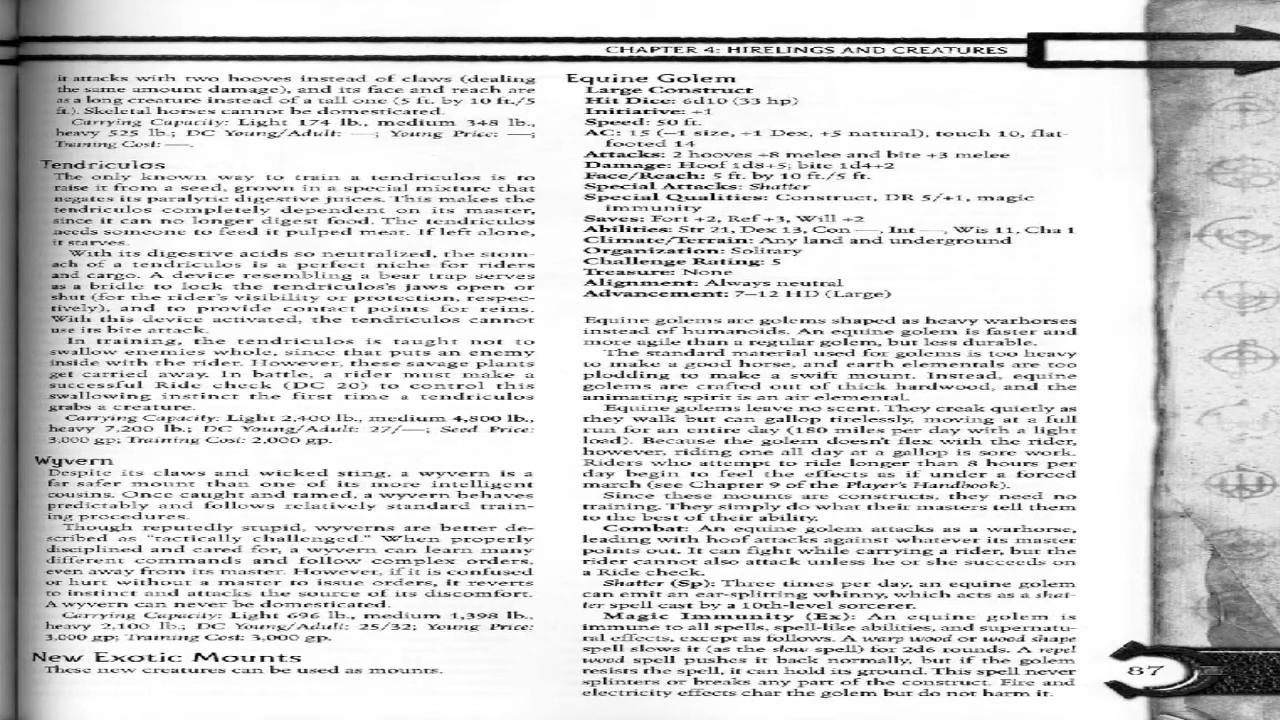 CHAPTER 4: HIRELINGS AND CREATURES
it attacks with two hooves instead of claws (dealing
the same amount damage), and its face and reach are
as a long creature instead of a tall one (5 ft. by 10 ft./5
ft.). Skeletal horses cannot be domesticated.
Carrying Capacity: Light 174 lb., medium 348 lb.,
heavy 525 lb.; DC Young/Adult: —; Young Price: —;
Training Cost: —.
Tendriculos
The only known way to train a tendriculos is to
raise it from a seed, grown in a special mixture that
negates its paralytic digestive juices. This makes the
tendriculos completely dependent on its master,
since it can no longer digest food. The tendriculos
needs someone to feed it pulped meat. If left alone,
it starves.
With its digestive acids so neutralized, the stom-
ach of a tendriculos is a perfect niche for riders
and cargo. A device resembling a bear trap serves
as a bridle to lock the tendriculos's jaws open or
shut (for the rider's visibility or protection, respec-
tively), and to provide contact points for reins.
With this device activated, the tendriculos cannot
use its bite attack.
In training, the tendriculos is taught not to
swallow enemies whole, since that puts an enemy
inside with the rider. However, these savage plants
get carried away. In battle, a rider must make a
successful Ride check (DC 20) to control this
swallowing instinct the first time a tendriculos
grabs a creature.
Carrying Capacity: Light 2,400 lb., medium 4,800 lb.,
heavy 7,200 lb.; DC Young/Adult: 27/—; Seed Price:
3,000 gp; Training Cost: 2,000 gp.
Wyvern
Despite its claws and wicked sting, a wyvern is a
far safer mount than one of its more intelligent
cousins. Once caught and tamed, a wyvern behaves
predictably and follows relatively standard train-
ing procedures.
Though reputedly stupid, wyverns are better de-
scribed as "tactically challenged." When properly
disciplined and cared for, a wyvern can learn many
different commands and follow complex orders,
even away from its master. However, if it is confused
or hurt without a master to issue orders, it reverts
to instinct and attacks the source of its discomfort.
A wyvern can never be domesticated.
Carrying Capacity: Light 696 lb., medium 1,398 lb.,
heavy 2,100 lb.; DC Young/Adult: 25/32; Young Price:
3,000 gp; Training Cost: 3,000 gp.
New Exotic Mounts
These new creatures can be used as mounts.
Equine Golem
Large Construct
Hit Dice: 6d10 (33 hp)
Initiative: +1
Speed: 50 ft.
AC: 15 (–1 size, +1 Dex, +5 natural), touch 10, flat-
footed 14
Attacks: 2 hooves +8 melee and bite +3 melee
Damage: Hoof 1d8+5; bite 1d4+2
Face/Reach: 5 ft. by 10 ft./5 ft.
Special Attacks: Shatter
Special Qualities: Construct, DR 5/+1, magic
immunity
Saves: Fort +2, Ref +3, Will +2
Abilities: Str 21, Dex 13, Con —, Int —, Wis 11, Cha 1
Climate/Terrain: Any land and underground
Organization: Solitary
Challenge Rating: 5
Treasure: None
Alignment: Always neutral
Advancement: 7–12 HD (Large)
Equine golems are golems shaped as heavy warhorses
instead of humanoids. An equine golem is faster and
more agile than a regular golem, but less durable.
The standard material used for golems is too heavy
to make a good horse, and earth elementals are too
plodding to make a swift mount. Instead, equine
golems are crafted out of thick hardwood, and the
animating spirit is an air elemental.
Equine golems leave no scent. They creak quietly as
they walk but can gallop tirelessly, moving at a full
run for an entire day (180 miles per day with a light
load). Because the golem doesn't flex with the rider,
however, riding one all day at a gallop is sore work.
Riders who attempt to ride longer than 8 hours per
day begin to feel the effects as if under a forced
march (see Chapter 9 of the Player's Handbook).
Since these mounts are constructs, they need no
training. They simply do what their masters tell them
to the best of their ability.
Combat: An equine golem attacks as a warhorse,
leading with hoof attacks against whatever its master
points out. It can fight while carrying a rider, but the
rider cannot also attack unless he or she succeeds on
a Ride check.
Shatter (Sp): Three times per day, an equine golem
can emit an ear-splitting whinny, which acts as a shat-
ter spell cast by a 10th-level sorcerer.
Magic Immunity (Ex): An equine golem is
immune to all spells, spell-like abilities, and supernatu-
ral effects, except as follows. A warp wood or wood shape
spell slows it (as the slow spell) for 2d6 rounds. A repel
wood spell pushes it back normally, but if the golem
resists the spell, it can hold its ground. This spell never
splinters or breaks any part of the construct. Fire and
electricity effects char the golem but do not harm it.
87